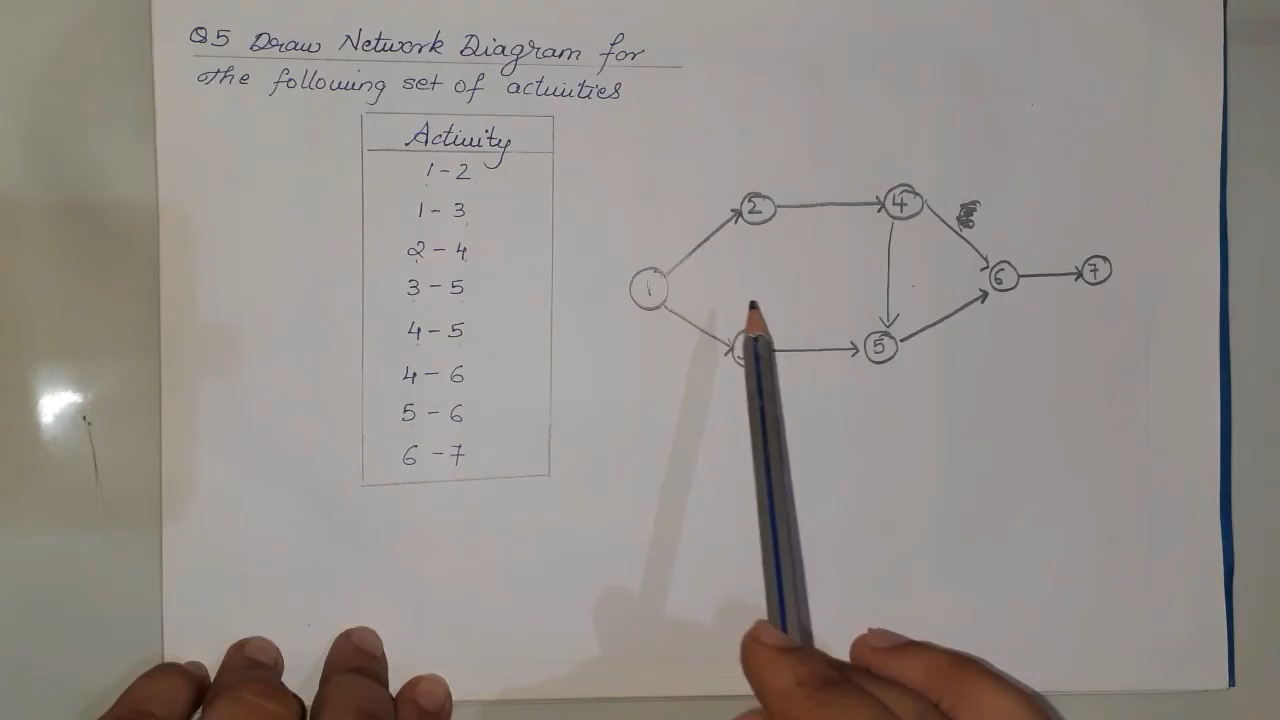 Q5 Draw Network Diagram for
the following set of activities
Activity
1 - 2
1 - 3
2 - 4
3 - 5
4 - 5
4 - 6
5 - 6
6 - 7
2
4
1
6
7
5